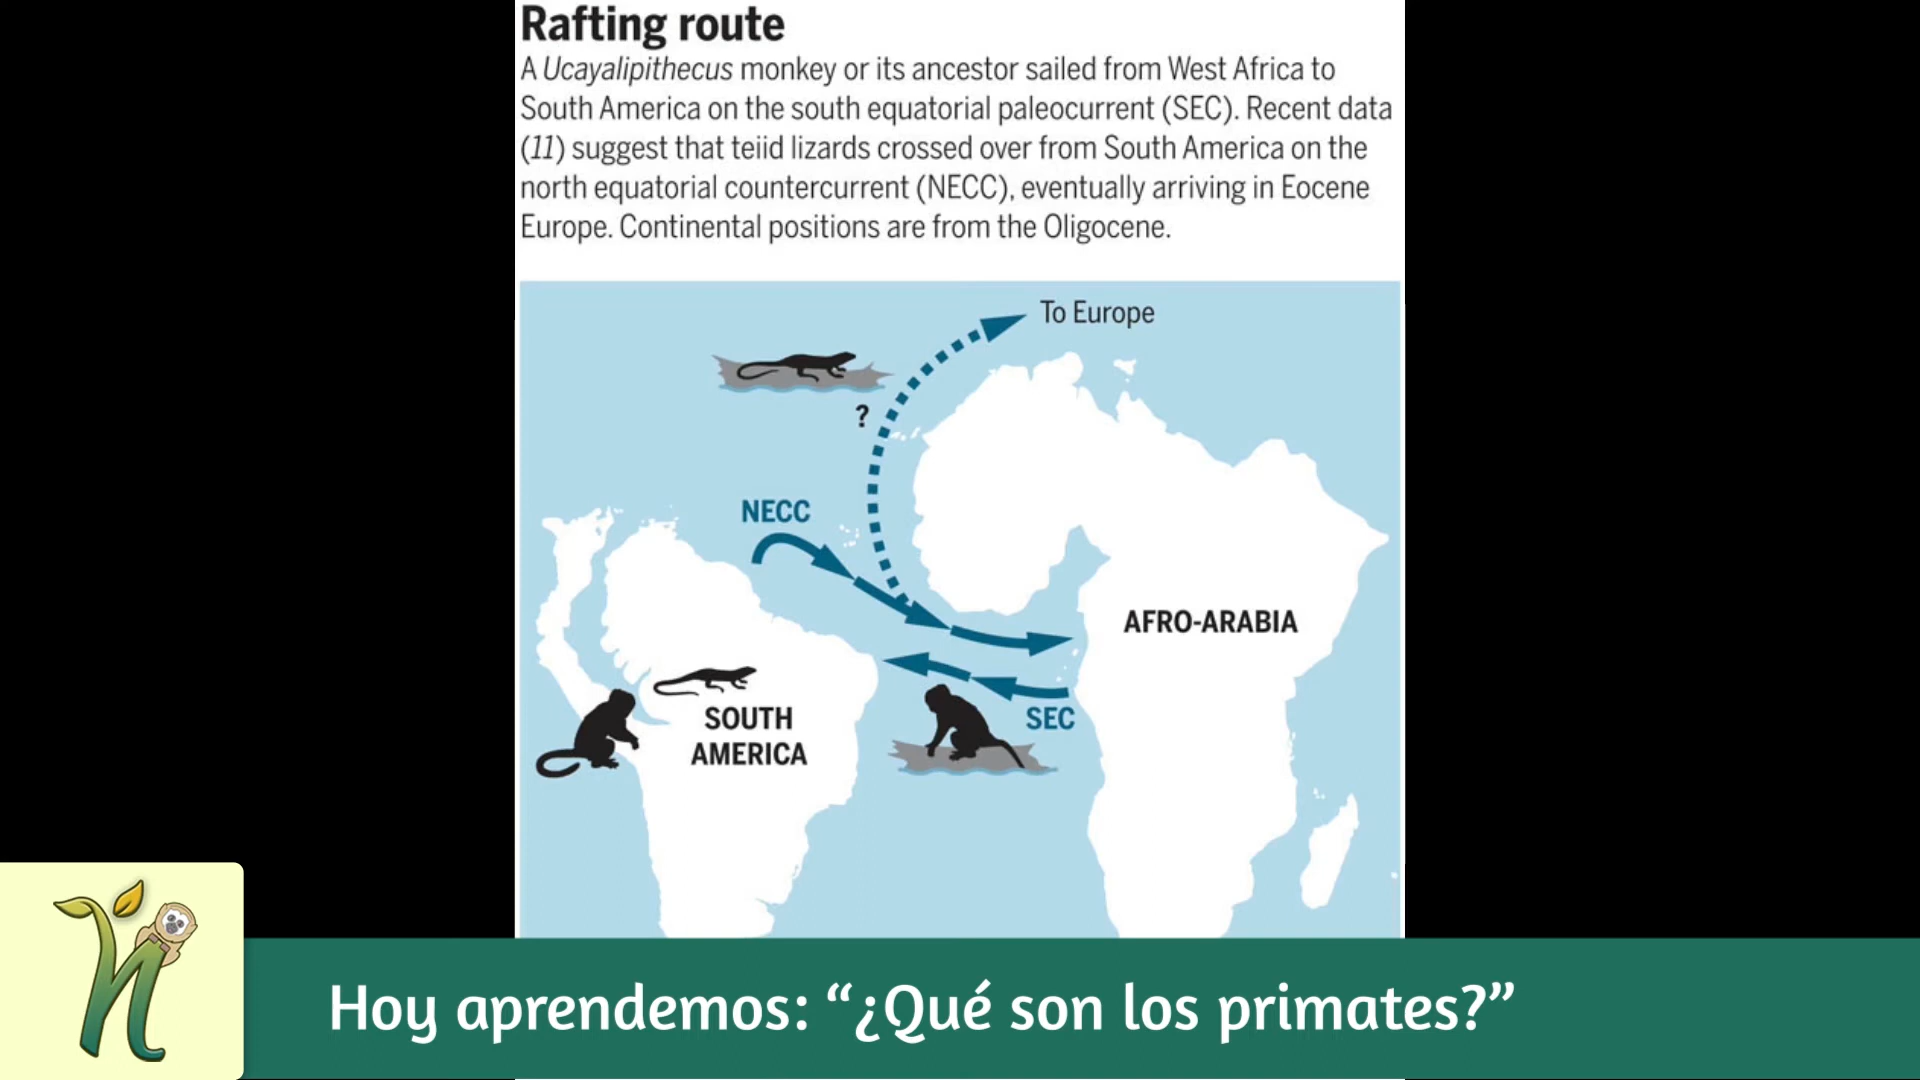 Rafting route
A Ucayalipithecus monkey or its ancestor sailed from West Africa to
South America on the south equatorial paleocurrent (SEC). Recent data
(11) suggest that teiid lizards crossed over from South America on the
north equatorial countercurrent (NECC), eventually arriving in Eocene
Europe. Continental positions are from the Oligocene.
To Europe
?
NECC
AFRO-ARABIA
SEC
SOUTH
AMERICA
Hoy aprendemos: “¿Qué son los primates?”